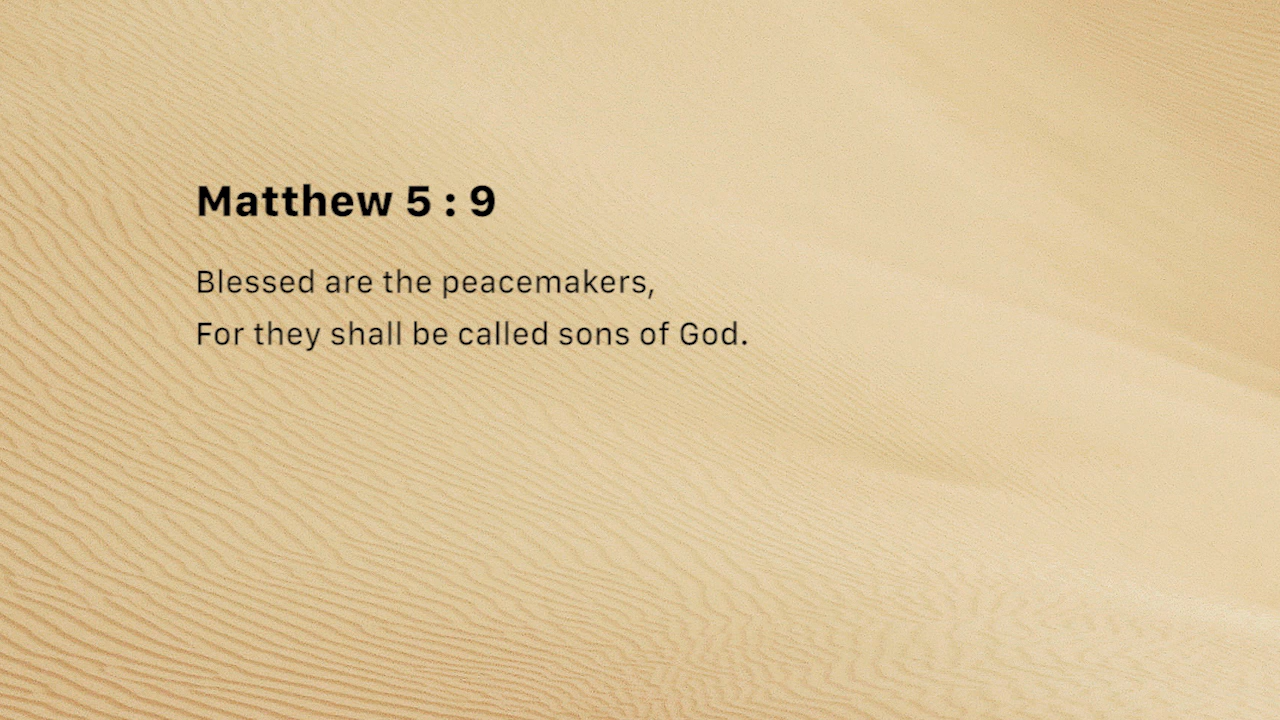 Matthew 5 : 9
Blessed are the peacemakers,
For they shall be called sons of God.